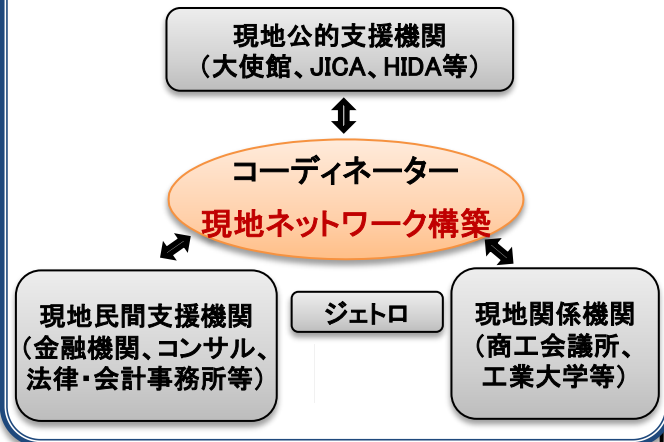 現地公的支援機関
（大使館、JICA、HIDA等）
コーディネーター
現地ネットワーク構築
現地民間支援機関
（金融機関、コンサル、
法律・会計事務所等）
ジェトロ
現地関係機関
（商工会議所、
工業大学等）